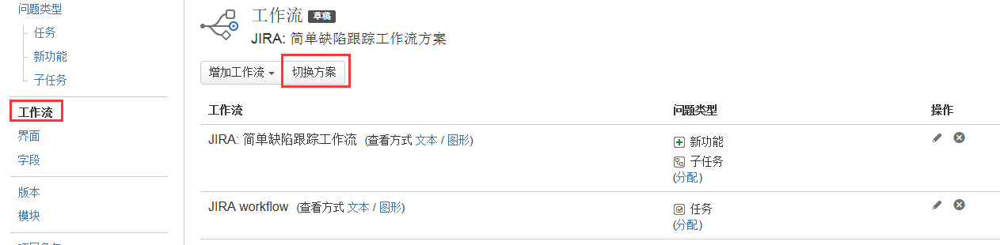 问题类型
任务
新功能
子任务
工作流
界面
字段
版本
模块
工作流 草稿
JIRA: 简单缺陷跟踪工作流方案
增加工作流 切换方案
工作流 问题类型 操作
JIRA: 简单缺陷跟踪工作流 (查看方式 文本 / 图形) 新功能
子任务
(分配)
JIRA workflow (查看方式 文本 / 图形) 任务
(分配)